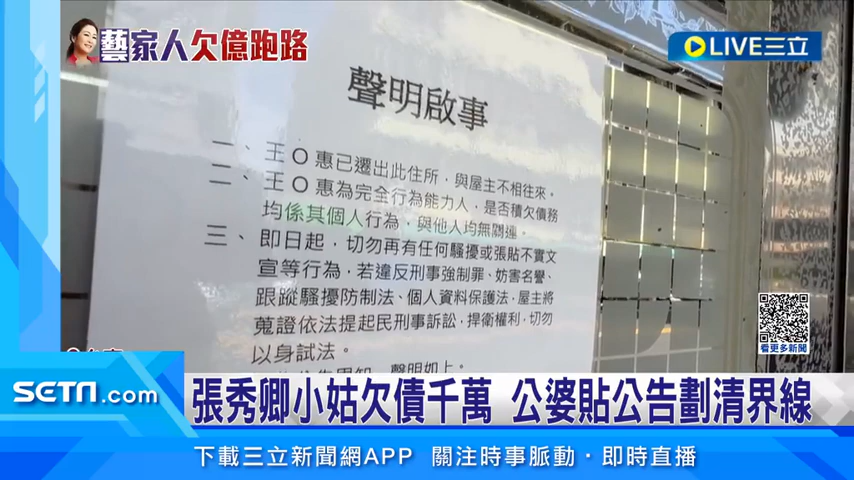 藝家人欠億跑路
LIVE三立
聲明啟事
一、王O惠已遷出此住所，與屋主不相往來。
二、王O惠為完全行為能力人，是否積欠債務
均係其個人行為，與他人均無關連。
三、即日起，切勿再有任何騷擾或張貼不實文
宣等行為，若違反刑事強制罪、妨害名譽、
跟蹤騷擾防制法、個人資料保護法，屋主將
蒐證依法提起民刑事訴訟，捍衛權利，切勿
以身試法。
聲明如上。
看更多新聞
SETN.com
張秀卿小姑欠債千萬 公婆貼公告劃清界線
下載三立新聞網APP 關注時事脈動·即時直播